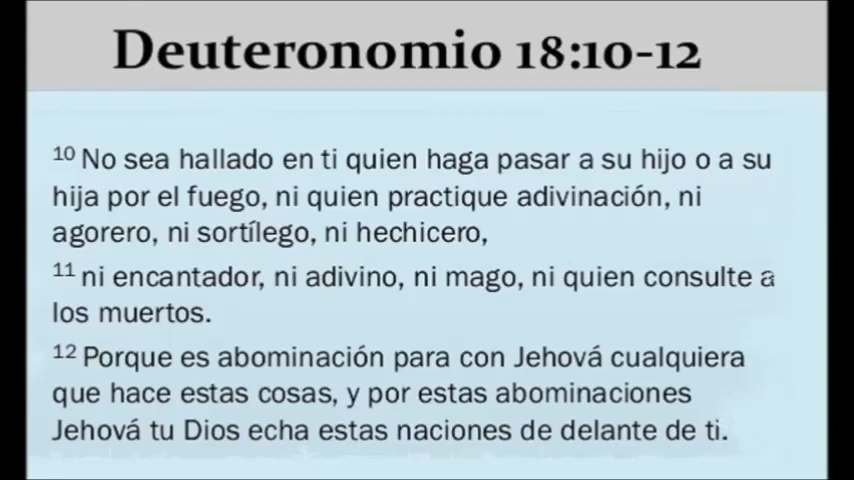 Deuteronomio 18:10-12
10 No sea hallado en ti quien haga pasar a su hijo o a su
hija por el fuego, ni quien practique adivinación, ni
agorero, ni sortílego, ni hechicero,
11 ni encantador, ni adivino, ni mago, ni quien consulte a
los muertos.
12 Porque es abominación para con Jehová cualquiera
que hace estas cosas, y por estas abominaciones
Jehová tu Dios echa estas naciones de delante de ti.